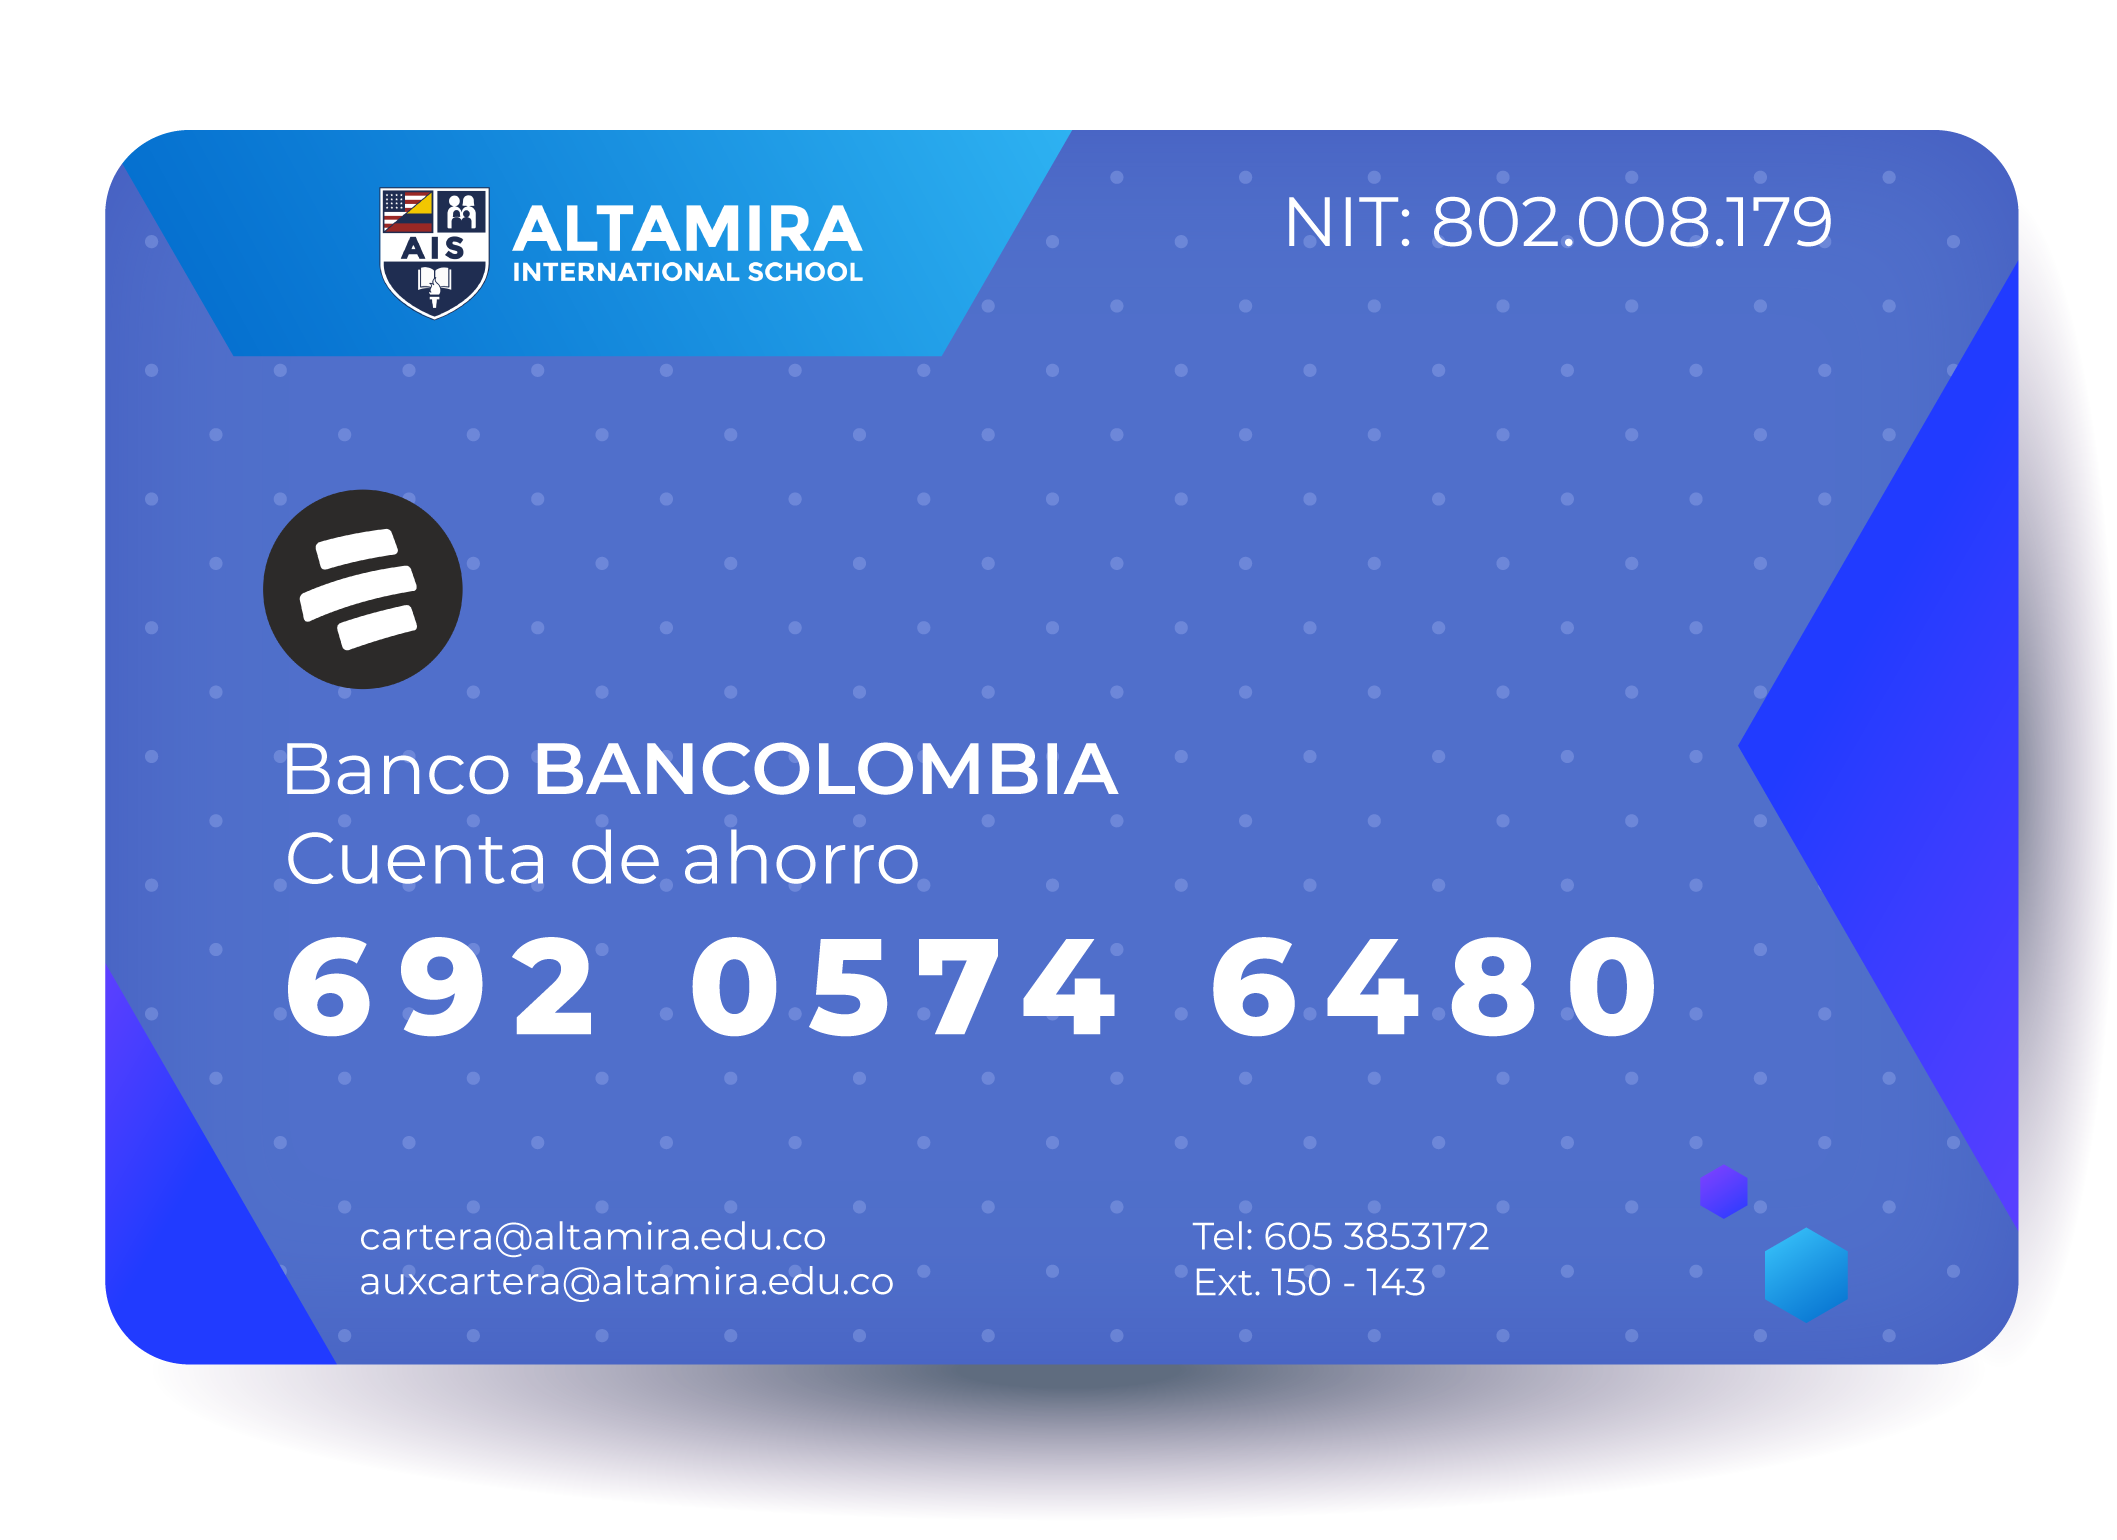 AIS
ALTAMIRA
INTERNATIONAL SCHOOL
NIT: 802.008.179
Banco BANCOLOMBIA
Cuenta de ahorro
692 0574 6480
cartera@altamira.edu.co
auxcartera@altamira.edu.co
Tel: 605 3853172
Ext. 150 - 143